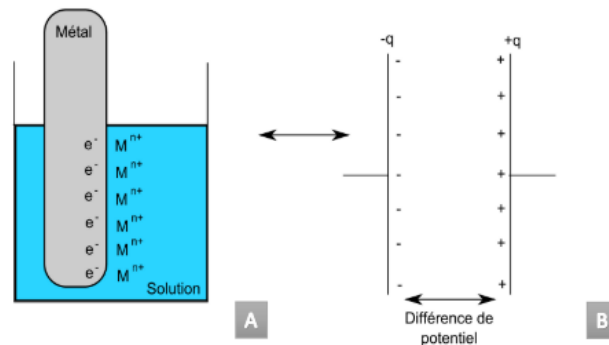 Métal
e⁻ Mⁿ⁺
e⁻ Mⁿ⁺
e⁻ Mⁿ⁺
e⁻ Mⁿ⁺
e⁻ Mⁿ⁺
e⁻ Mⁿ⁺
Solution
A
-q +q
- +
- +
- +
- +
- +
- +
- +
Différence de
potentiel
B